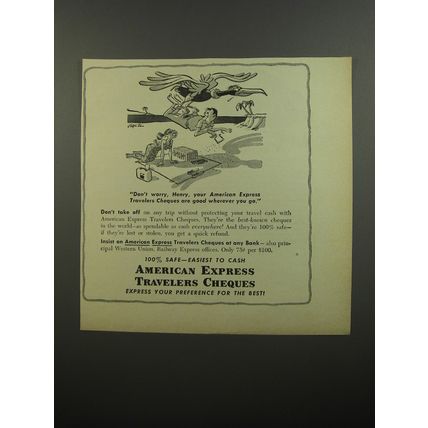 "Don't worry, Henry, your American Express
Travelers Cheques are good wherever you go."
Don't take off on any trip without protecting your travel cash with
American Express Travelers Cheques. They're the best-known cheques
in the world—as spendable as cash everywhere! And they're 100% safe—
if they're lost or stolen, you get a quick refund.
Insist on American Express Travelers Cheques at any Bank—also prin-
cipal Western Union, Railway Express offices. Only 75¢ per $100.
100% SAFE—EASIEST TO CASH
AMERICAN EXPRESS
TRAVELERS CHEQUES
EXPRESS YOUR PREFERENCE FOR THE BEST!